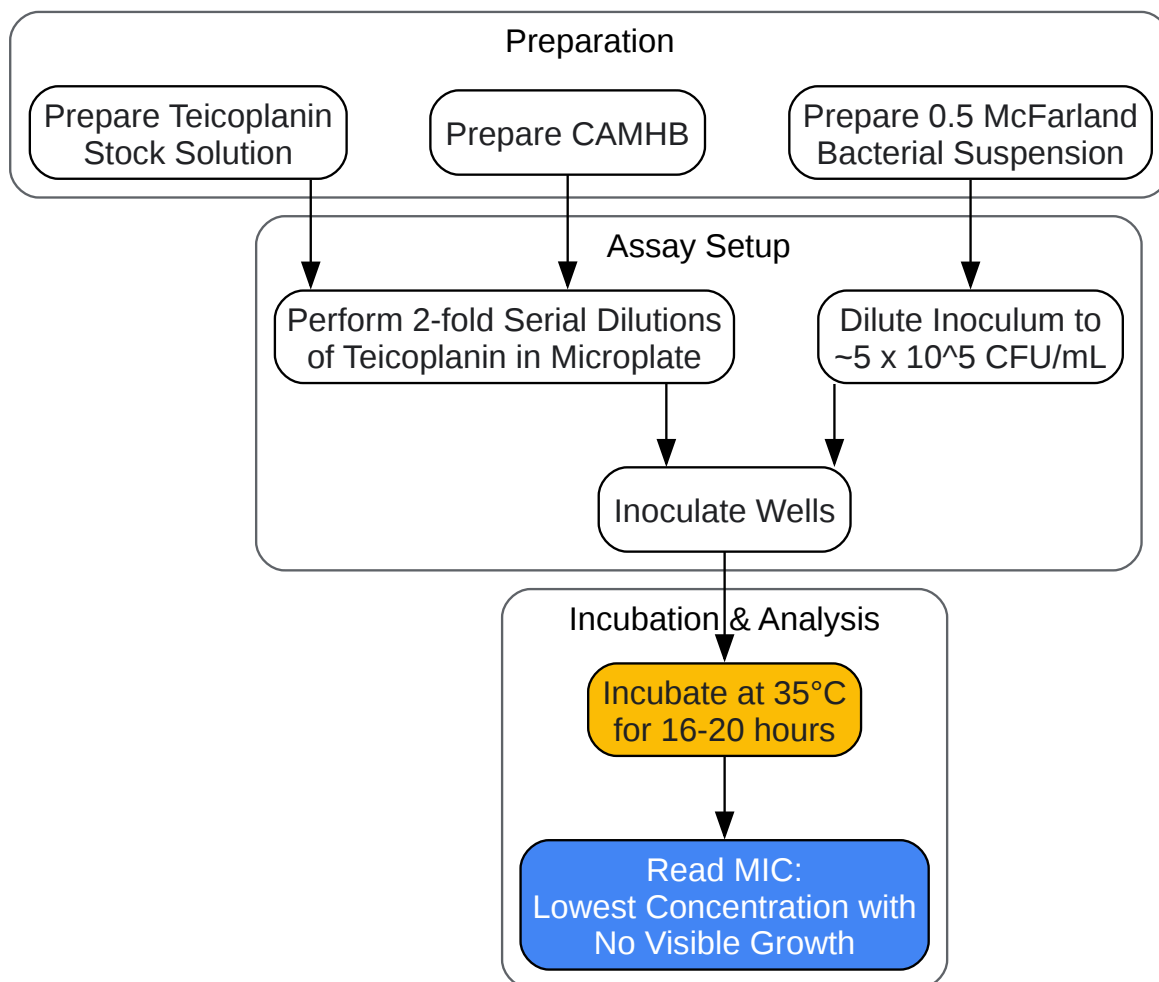 Preparation
Prepare Teicoplanin
Stock Solution
Prepare CAMHB
Prepare 0.5 McFarland
Bacterial Suspension
Assay Setup
Perform 2-fold Serial Dilutions
of Teicoplanin in Microplate
Dilute Inoculum to
~5 x 10^5 CFU/mL
Inoculate Wells
Incubation & Analysis
Incubate at 35°C
for 16-20 hours
Read MIC:
Lowest Concentration with
No Visible Growth